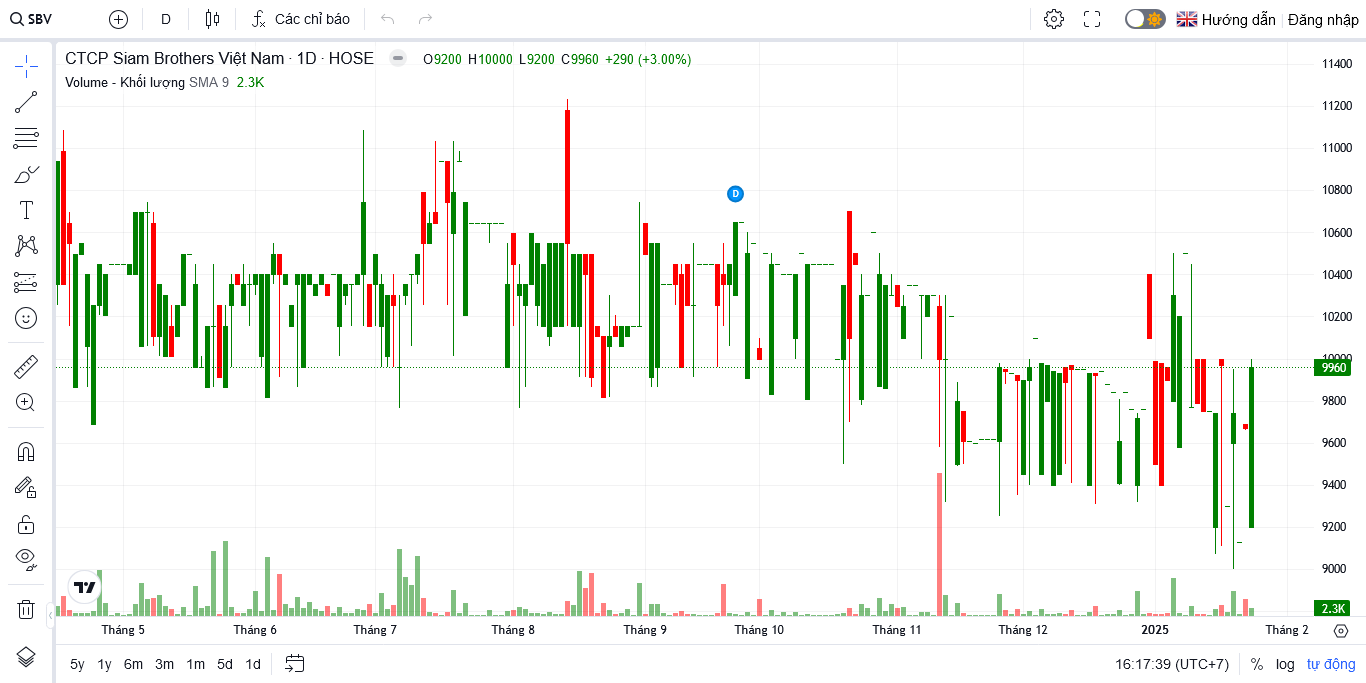 SBV D Các chỉ báo Hướng dẫn Đăng nhập
CTCP Siam Brothers Việt Nam · 1D · HOSE O9200 H10000 L9200 C9960 +290 (+3.00%)
Volume - Khối lượng SMA 9 2.3K
11400
11200
11000
10800
D
10600
10400
10200
10000
9960
9800
9600
9400
9200
9000
2.3K
Tháng 5 Tháng 6 Tháng 7 Tháng 8 Tháng 9 Tháng 10 Tháng 11 Tháng 12 2025 Tháng 2
5y 1y 6m 3m 1m 5d 1d 16:17:39 (UTC+7) % log tự động